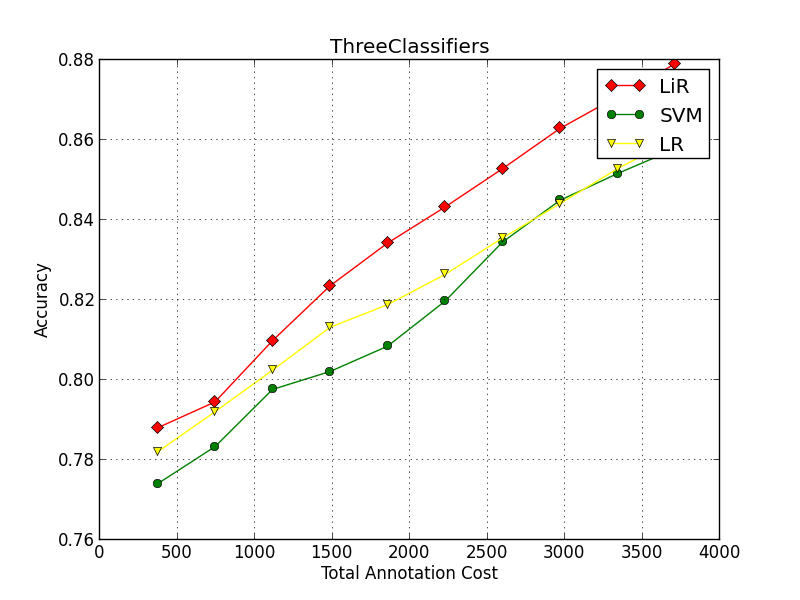 ThreeClassifiers
0.88
0.86
0.84
0.82
0.80
0.78
0.76
Accuracy
LiR
SVM
LR
0 500 1000 1500 2000 2500 3000 3500 4000
Total Annotation Cost